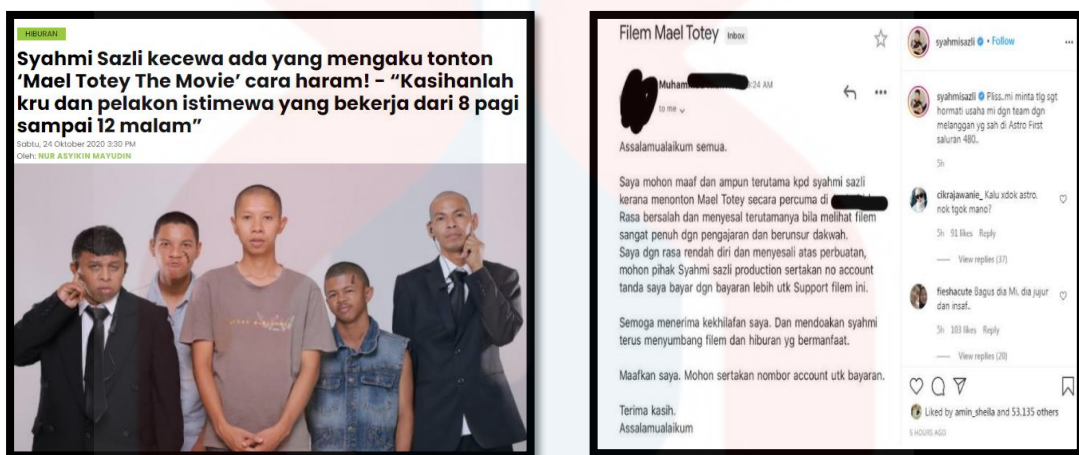 HIBURAN
Syahmi Sazli kecewa ada yang mengaku tonton
‘Mael Totey The Movie’ cara haram! – “Kasihanlah
kru dan pelakon istimewa yang bekerja dari 8 pagi
sampai 12 malam”
Sabtu, 24 Oktober 2020 3:30 PM
Oleh: NUR ASYIKIN MAYUDIN
Filem Mael Totey Inbox
Muham
:24 AM
to me
Assalamualaikum semua.
Saya mohon maaf dan ampun terutama kpd syahmi sazli
kerana menonton Mael Totey secara percuma di
Rasa bersalah dan menyesal terutamanya bila melihat filem
sangat penuh dgn pengajaran dan berunsur dakwah.
Saya dgn rasa rendah diri dan menyesali atas perbuatan,
mohon pihak Syahmi sazli production sertakan no account
tanda saya bayar dgn bayaran lebih utk Support filem ini.
Semoga menerima kekhilafan saya. Dan mendoakan syahmi
terus menyumbang filem dan hiburan yg bermanfaat.
Maafkan saya. Mohon sertakan nombor account utk bayaran.
Terima kasih.
Assalamualaikum
syahmisazli • Follow
syahmisazli Pliss..mi minta tlg sgt
hormati usaha mi dgn team dgn
melanggan yg sah di Astro First
saluran 480..
5h
cikrajawanie_ Kalu xdok astro.
nok tgok mano?
5h 91 likes Reply
View replies (37)
fieshacute Bagus dia Mi. dia jujur
dan insaf..
5h 103 likes Reply
View replies (20)
Liked by amin_sheila and 53,135 others
5 HOURS AGO